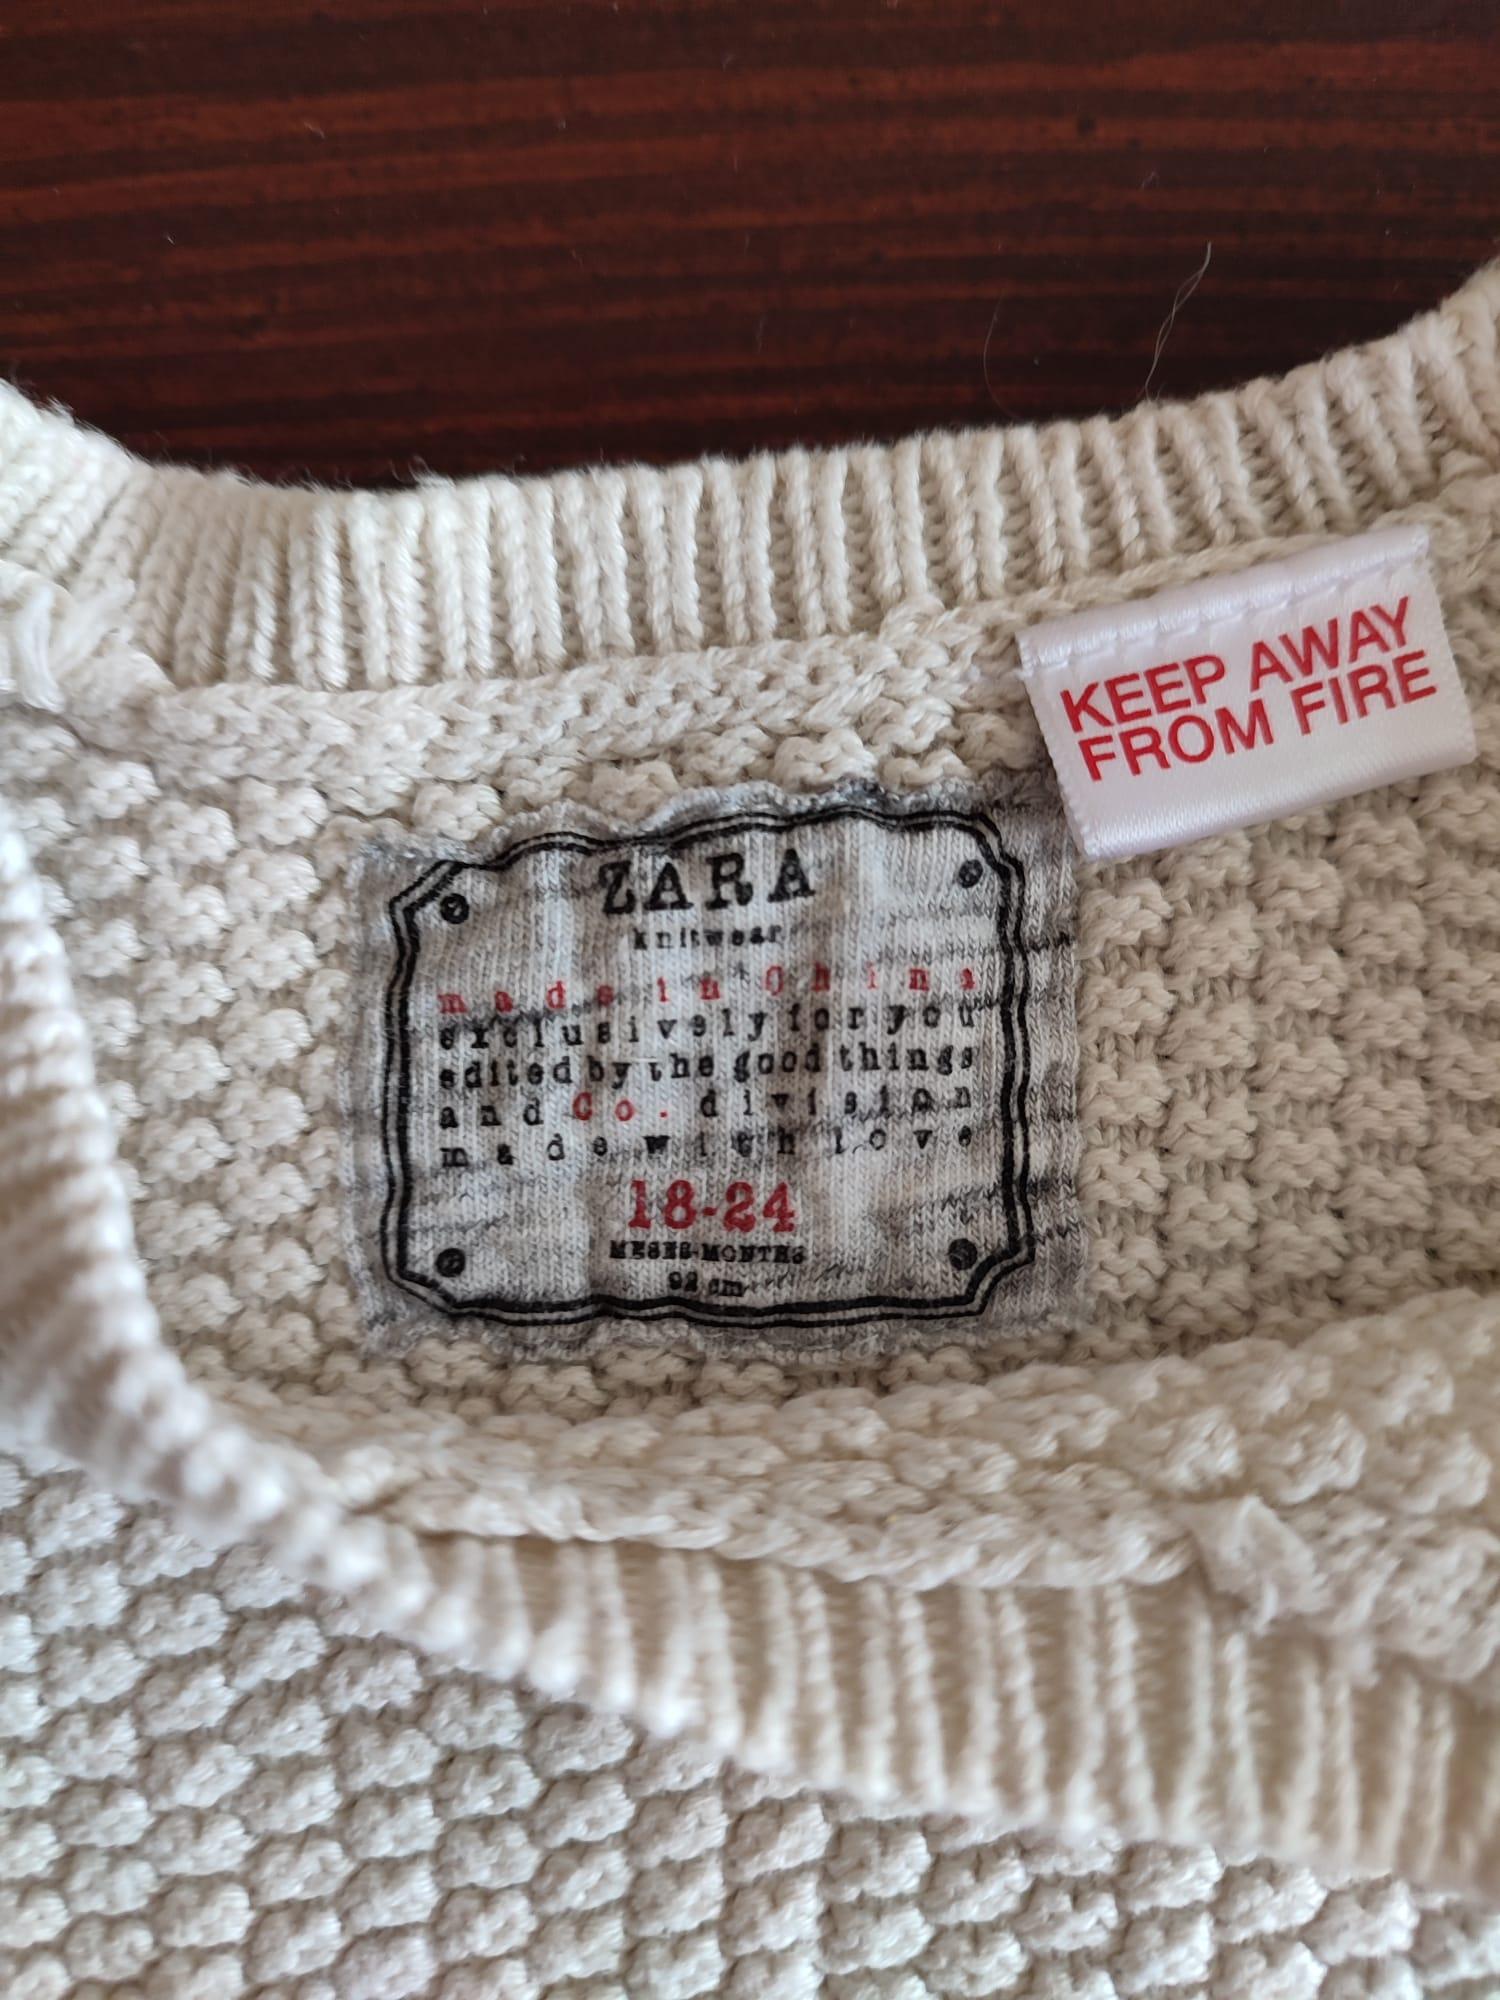 ZARA
knitwear
made in China
exclusively for you
edited by the good things
and Co. division
made with love
18-24
MESES-MONTHS
92 cm
KEEP AWAY
FROM FIRE